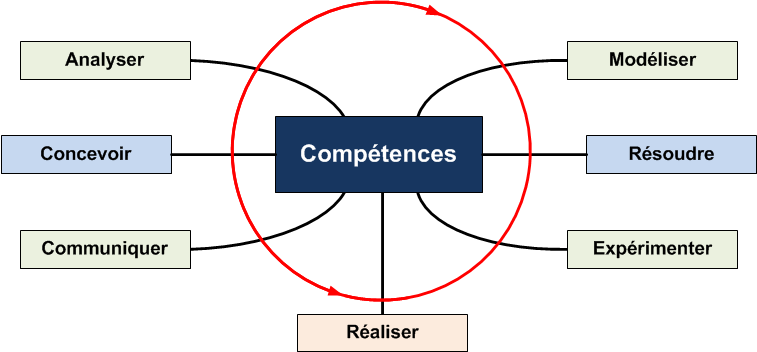 Analyser
Modéliser
Concevoir
Compétences
Résoudre
Communiquer
Expérimenter
Réaliser